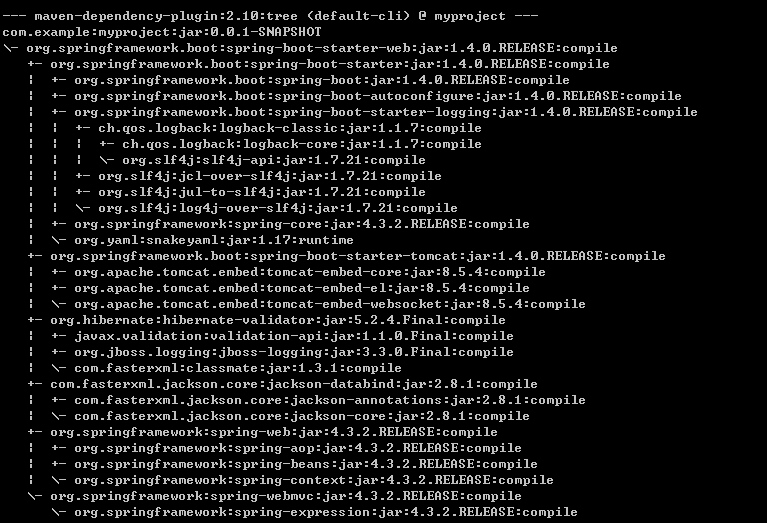 --- maven-dependency-plugin:2.10:tree (default-cli) @ myproject ---
com.example:myproject:jar:0.0.1-SNAPSHOT
\- org.springframework.boot:spring-boot-starter-web:jar:1.4.0.RELEASE:compile
   +- org.springframework.boot:spring-boot-starter:jar:1.4.0.RELEASE:compile
   ¦  +- org.springframework.boot:spring-boot:jar:1.4.0.RELEASE:compile
   ¦  +- org.springframework.boot:spring-boot-autoconfigure:jar:1.4.0.RELEASE:compile
   ¦  +- org.springframework.boot:spring-boot-starter-logging:jar:1.4.0.RELEASE:compile
   ¦  ¦  +- ch.qos.logback:logback-classic:jar:1.1.7:compile
   ¦  ¦  ¦  +- ch.qos.logback:logback-core:jar:1.1.7:compile
   ¦  ¦  ¦  \- org.slf4j:slf4j-api:jar:1.7.21:compile
   ¦  ¦  +- org.slf4j:jcl-over-slf4j:jar:1.7.21:compile
   ¦  ¦  +- org.slf4j:jul-to-slf4j:jar:1.7.21:compile
   ¦  ¦  \- org.slf4j:log4j-over-slf4j:jar:1.7.21:compile
   ¦  +- org.springframework:spring-core:jar:4.3.2.RELEASE:compile
   ¦  \- org.yaml:snakeyaml:jar:1.17:runtime
   +- org.springframework.boot:spring-boot-starter-tomcat:jar:1.4.0.RELEASE:compile
   ¦  +- org.apache.tomcat.embed:tomcat-embed-core:jar:8.5.4:compile
   ¦  +- org.apache.tomcat.embed:tomcat-embed-el:jar:8.5.4:compile
   ¦  \- org.apache.tomcat.embed:tomcat-embed-websocket:jar:8.5.4:compile
   +- org.hibernate:hibernate-validator:jar:5.2.4.Final:compile
   ¦  +- javax.validation:validation-api:jar:1.1.0.Final:compile
   ¦  +- org.jboss.logging:jboss-logging:jar:3.3.0.Final:compile
   ¦  \- com.fasterxml:classmate:jar:1.3.1:compile
   +- com.fasterxml.jackson.core:jackson-databind:jar:2.8.1:compile
   ¦  +- com.fasterxml.jackson.core:jackson-annotations:jar:2.8.1:compile
   ¦  \- com.fasterxml.jackson.core:jackson-core:jar:2.8.1:compile
   +- org.springframework:spring-web:jar:4.3.2.RELEASE:compile
   ¦  +- org.springframework:spring-aop:jar:4.3.2.RELEASE:compile
   ¦  +- org.springframework:spring-beans:jar:4.3.2.RELEASE:compile
   ¦  \- org.springframework:spring-context:jar:4.3.2.RELEASE:compile
   \- org.springframework:spring-webmvc:jar:4.3.2.RELEASE:compile
      \- org.springframework:spring-expression:jar:4.3.2.RELEASE:compile